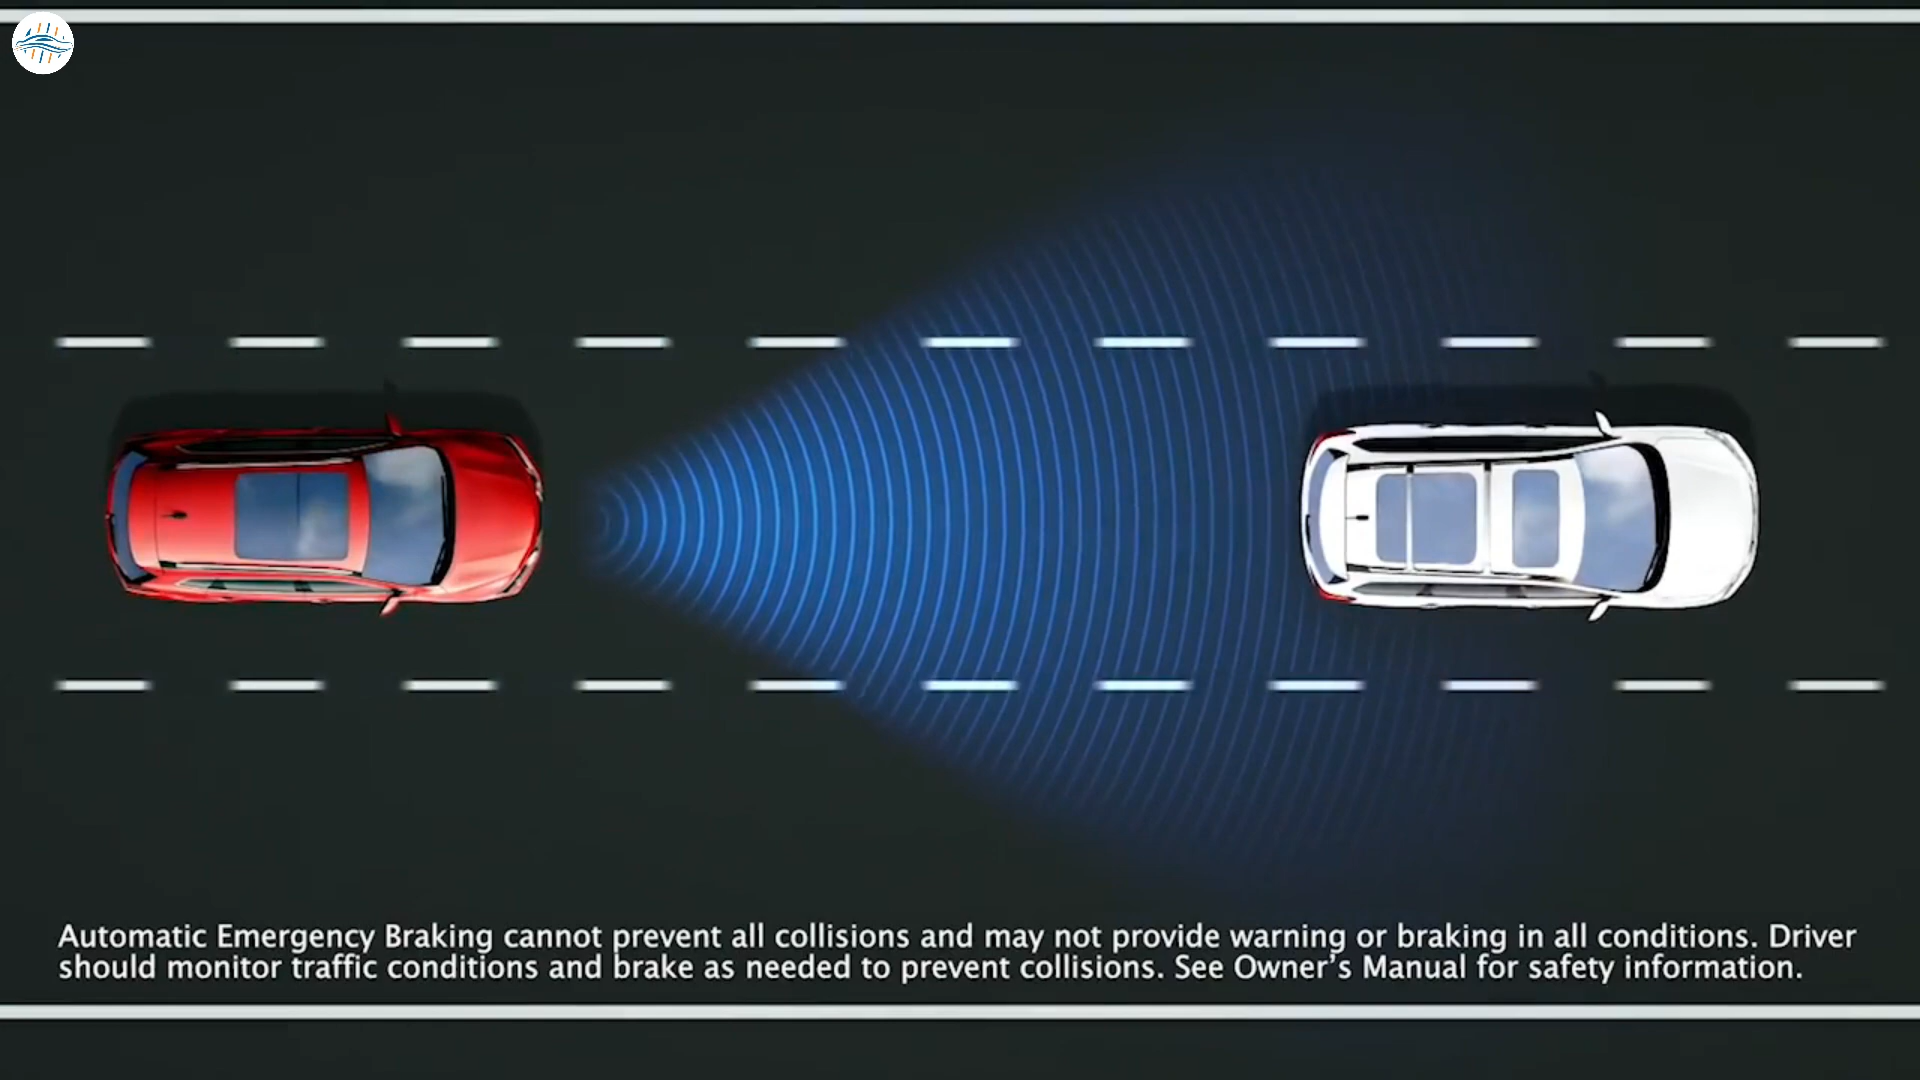 Automatic Emergency Braking cannot prevent all collisions and may not provide warning or braking in all conditions. Driver
should monitor traffic conditions and brake as needed to prevent collisions. See Owner’s Manual for safety information.